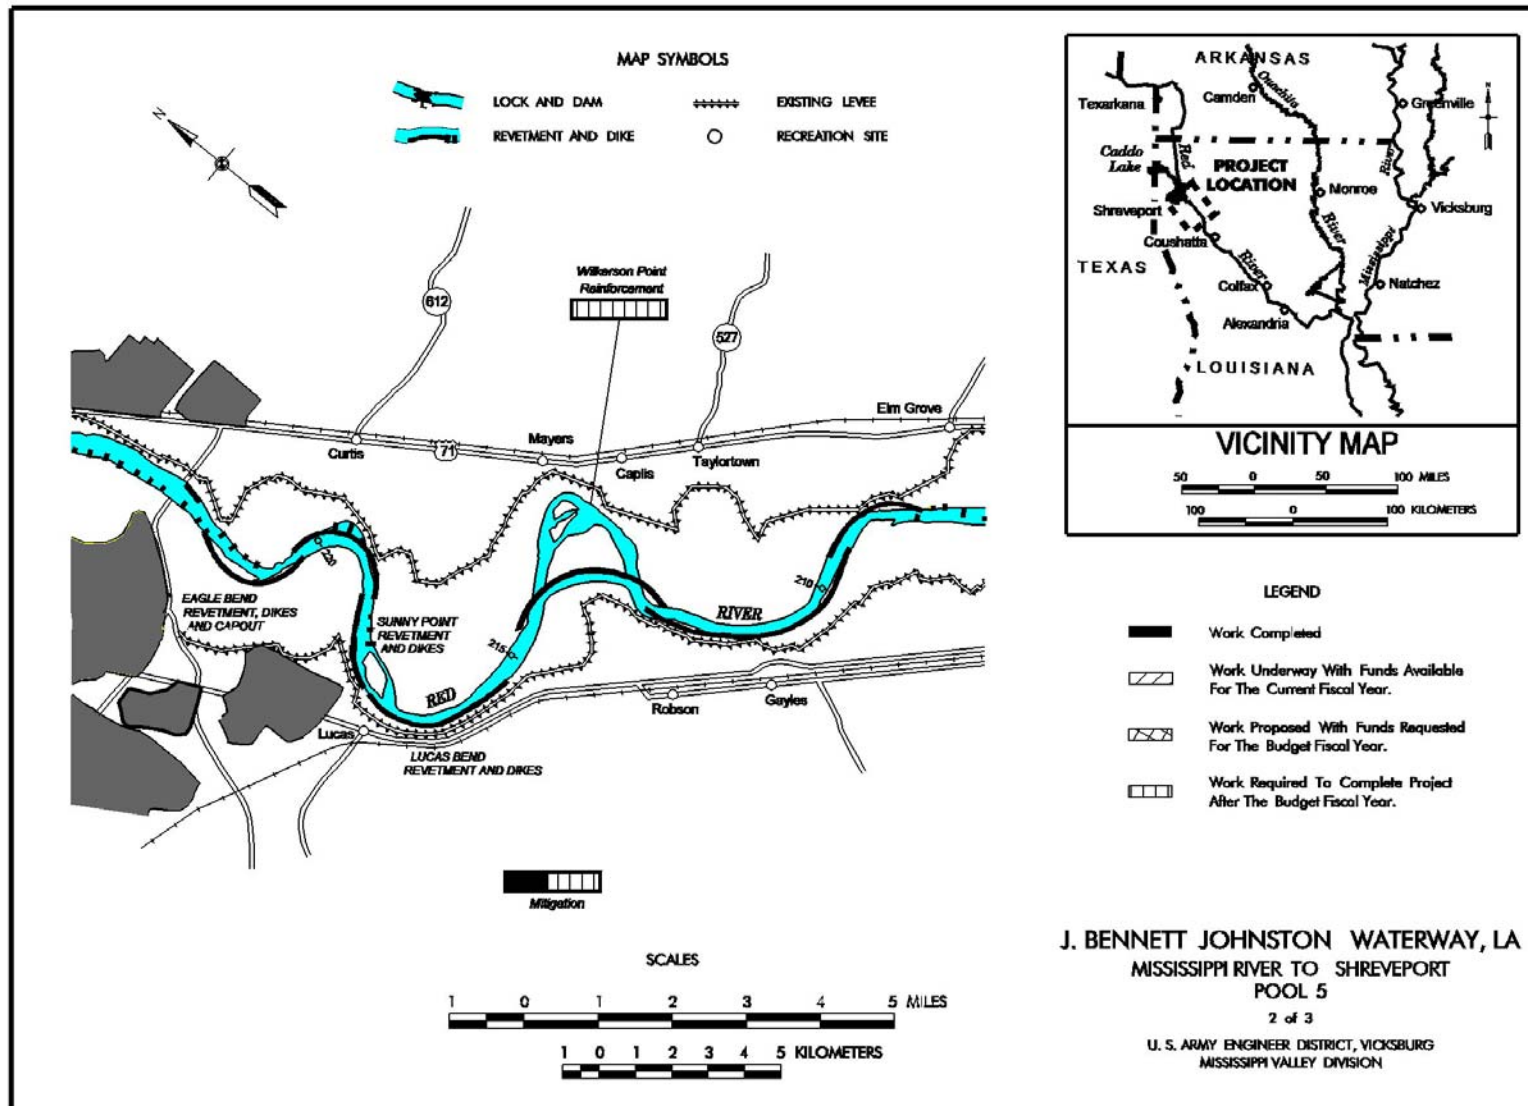 MAP SYMBOLS
LOCK AND DAM
EXISTING LEVEE
REVETMENT AND DIKE
RECREATION SITE
N
612
Wilkerson Point
Reinforcement
527
Elm Grove
Curtis
71
Mayers
Caplis
Taylortown
220
EAGLE BEND
REVETMENT, DIKES
AND CAPOUT
SUNNY POINT
REVETMENT
AND DIKES
215
210
RED
RIVER
Robson
Gayles
Lucas
LUCAS BEND
REVETMENT AND DIKES
Mitigation
SCALES
1 0 1 2 3 4 5 MILES
1 0 1 2 3 4 5 KILOMETERS
ARKANSAS
Texarkana
Camden
Ouachita
Greenville
Caddo
Lake
Red
PROJECT
LOCATION
River
Monroe
Shreveport
Vicksburg
Coushatta
River
Mississippi
TEXAS
River
Colfax
Natchez
Alexandria
LOUISIANA
VICINITY MAP
50 0 50 100 MILES
100 0 100 KILOMETERS
LEGEND
Work Completed
Work Underway With Funds Available
For The Current Fiscal Year.
Work Proposed With Funds Requested
For The Budget Fiscal Year.
Work Required To Complete Project
After The Budget Fiscal Year.
J. BENNETT JOHNSTON WATERWAY, LA
MISSISSIPPI RIVER TO SHREVEPORT
POOL 5
2 of 3
U. S. ARMY ENGINEER DISTRICT, VICKSBURG
MISSISSIPPI VALLEY DIVISION